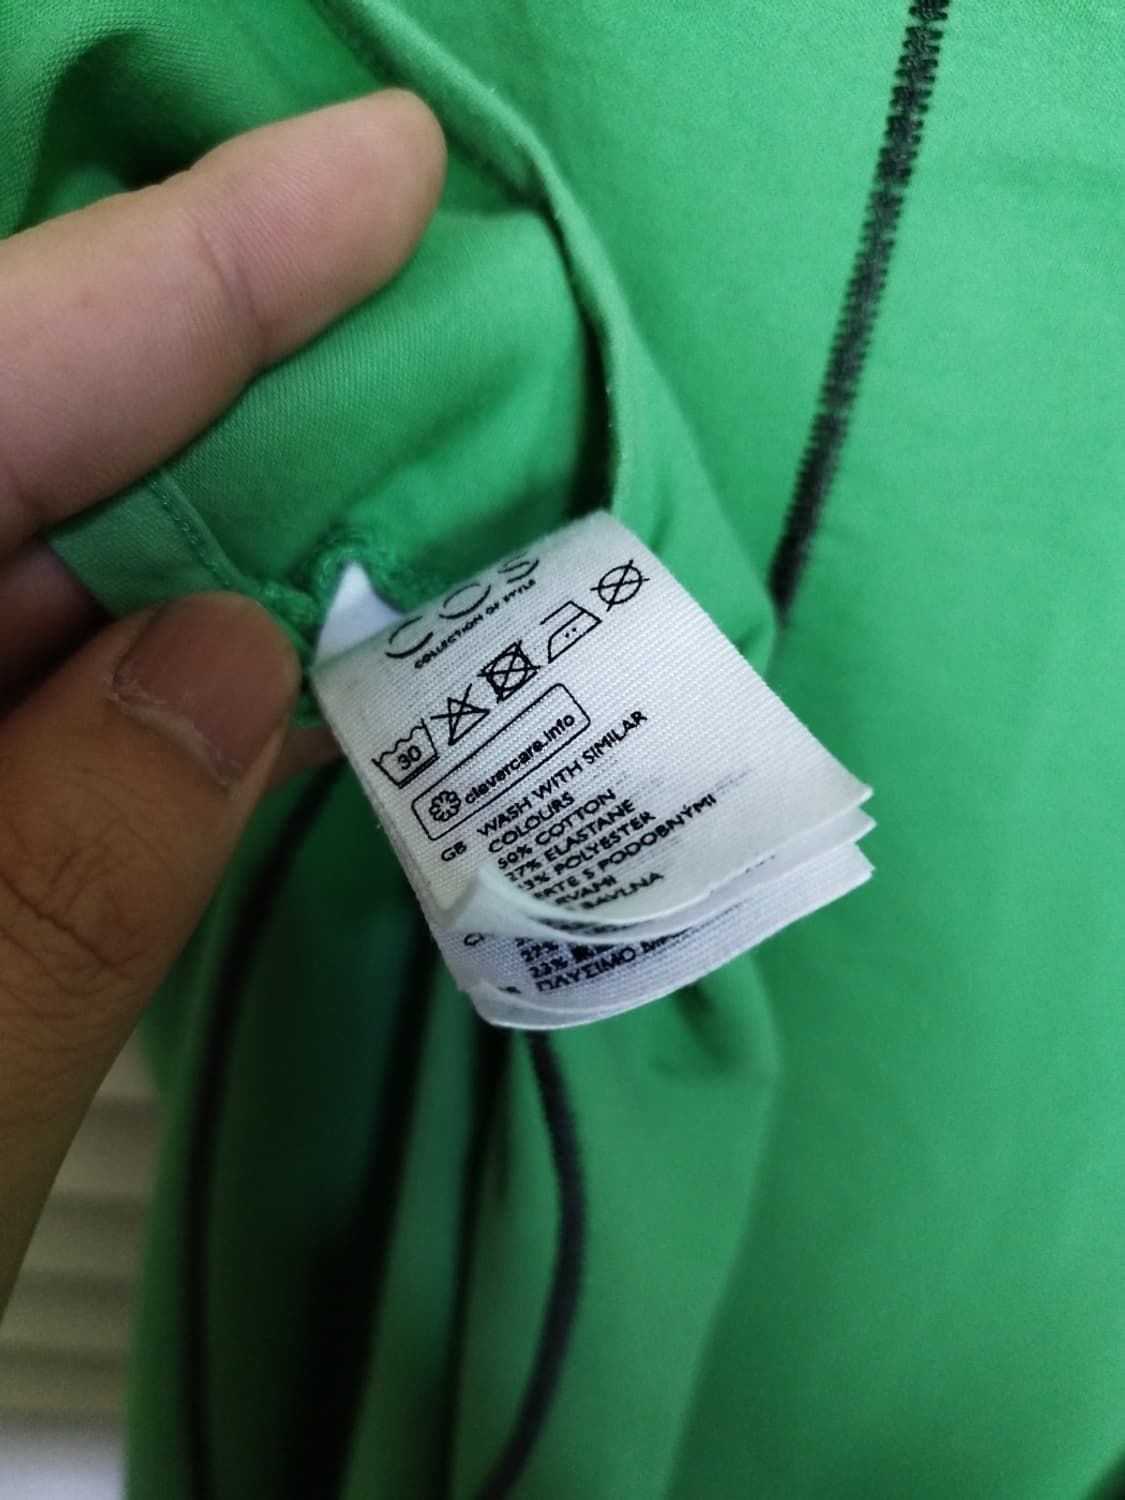 COS
COLLECTION OF STYLE
30
clevercare.info
GB WASH WITH SIMILAR
COLOURS
50% COTTON
27% ELASTANE
23% POLYESTER
S PODOBNÝMI
BAVLNA
27%
23%
ΠΛΥΣΙΜΟ